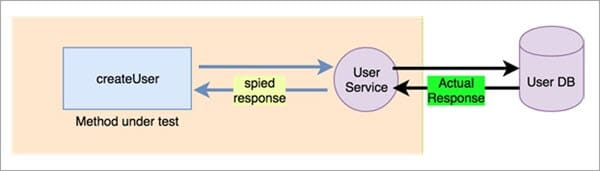 createUser
Method under test
spied
response
User
Service
Actual
Response
User DB